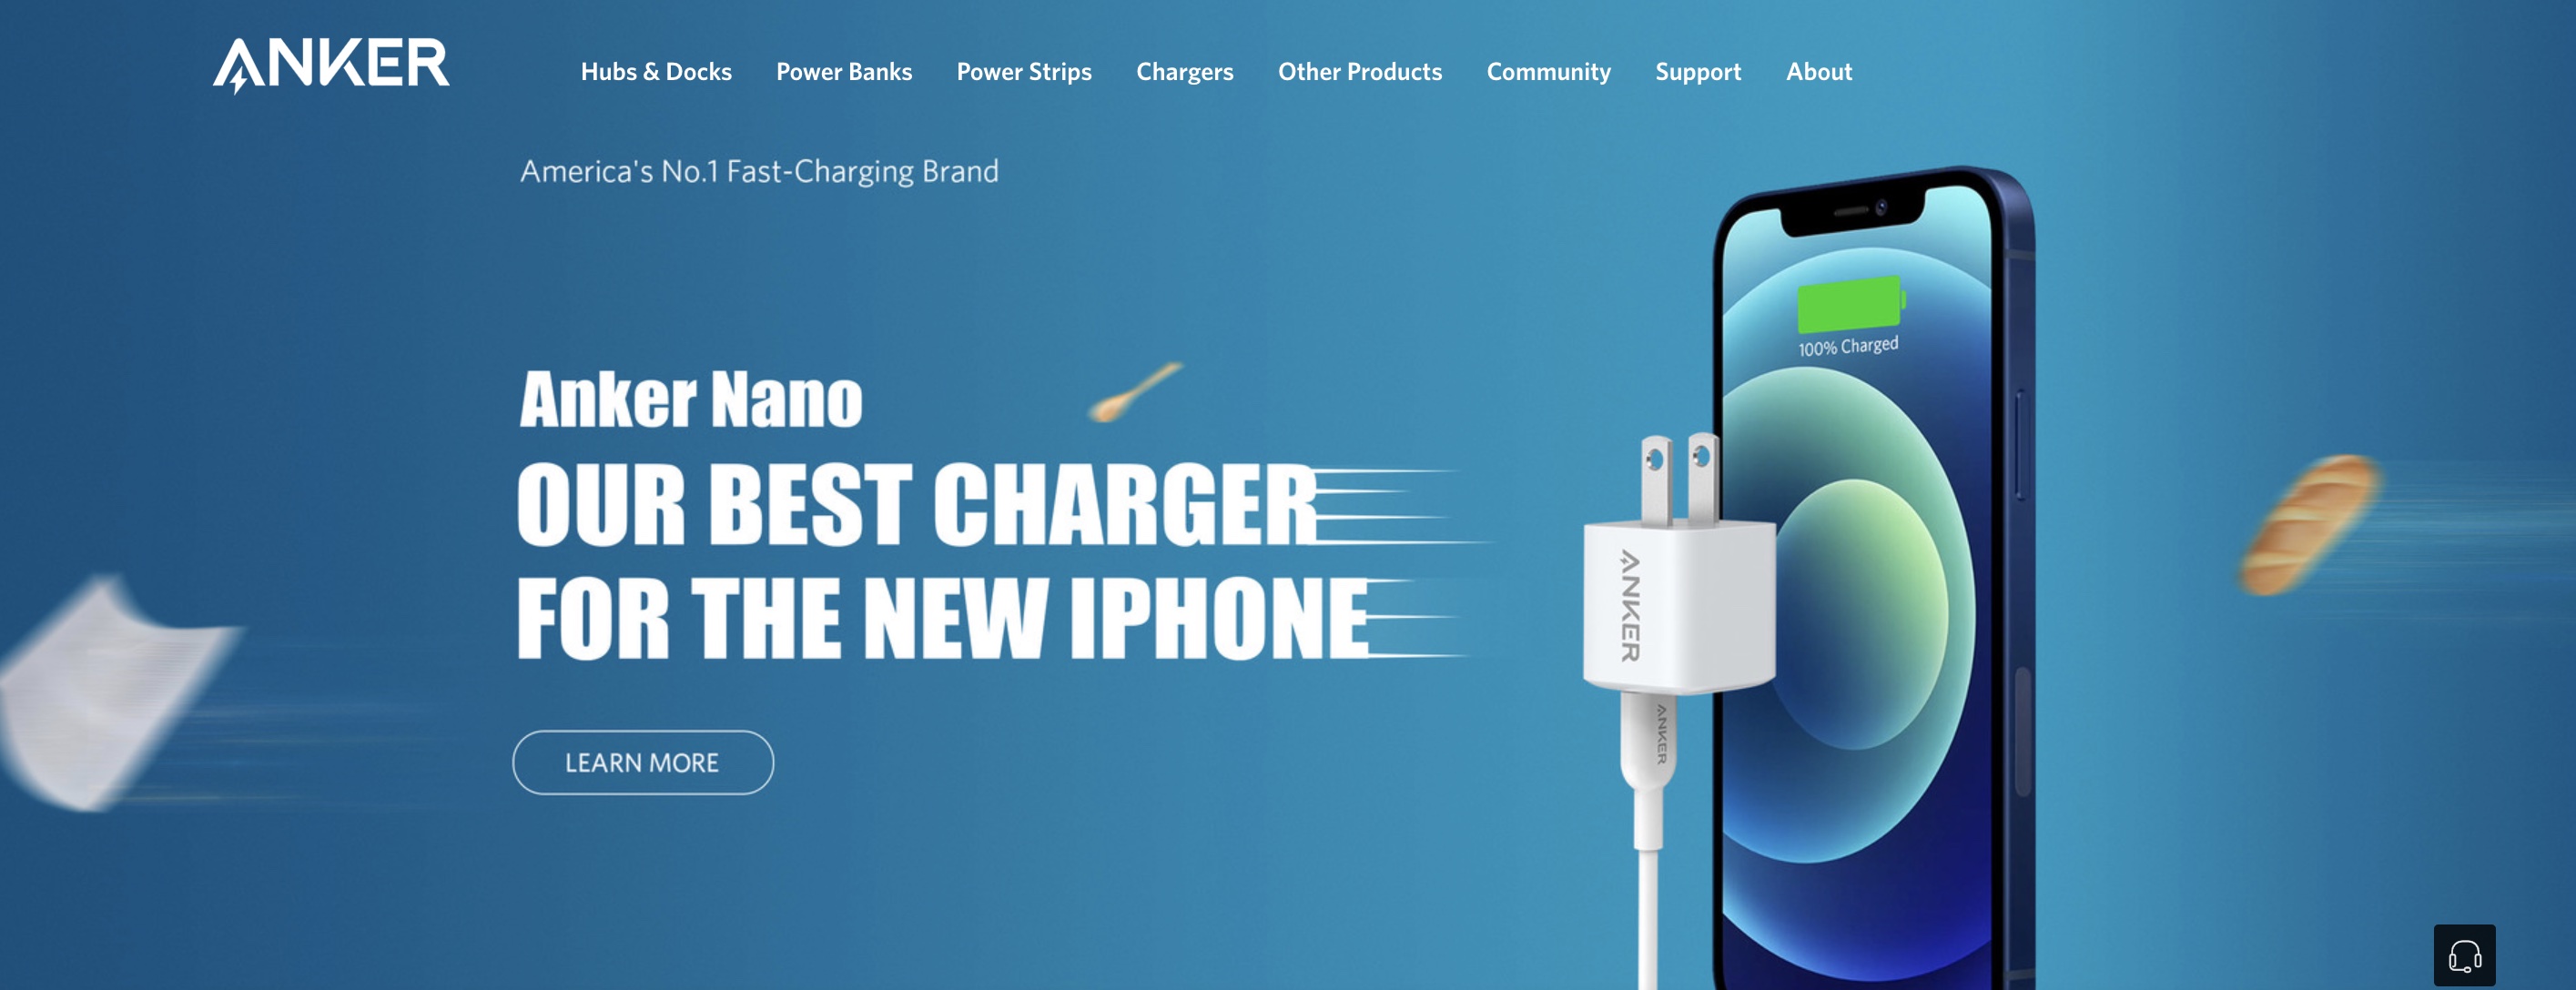 ANKER
Hubs & Docks Power Banks Power Strips Chargers Other Products Community Support About
America's No.1 Fast-Charging Brand
Anker Nano
OUR BEST CHARGER
FOR THE NEW IPHONE
LEARN MORE
100% Charged
ANKER
ANKER